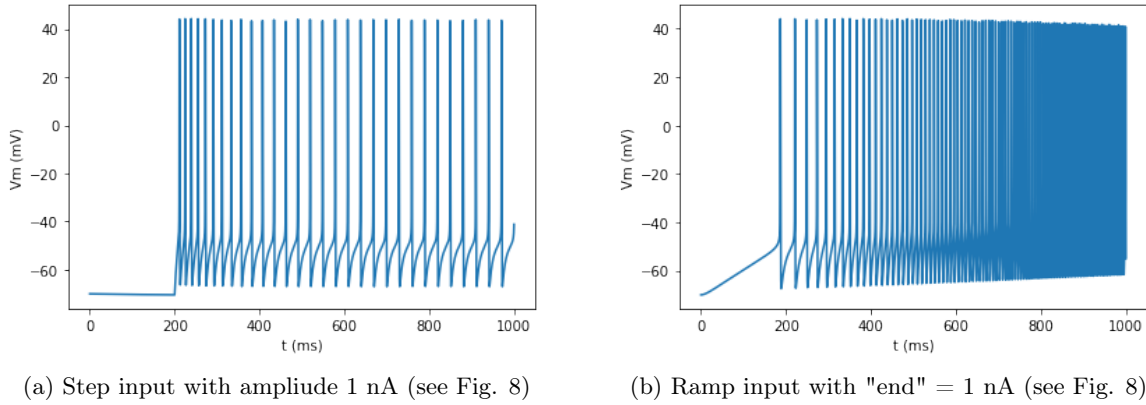 40
20
0
−20
−40
−60
Vm (mV)
0 200 400 600 800 1000
t (ms)
(a) Step input with ampliude 1 nA (see Fig. 8)
40
20
0
−20
−40
−60
Vm (mV)
0 200 400 600 800 1000
t (ms)
(b) Ramp input with "end" = 1 nA (see Fig. 8)